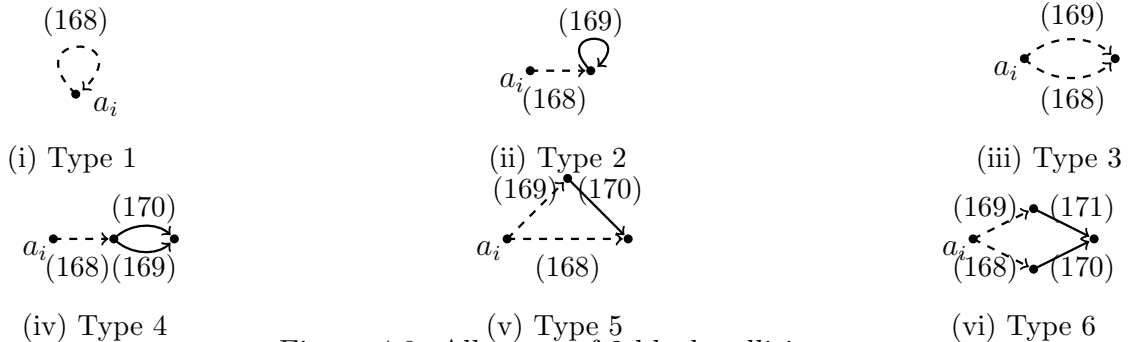 (168)
a_i
(i) Type 1
(169)
a_i
(168)
(ii) Type 2
(169)
a_i
(168)
(iii) Type 3
(170)
a_i
(168)(169)
(iv) Type 4
(169) (170)
a_i
(168)
(v) Type 5
(169) (171)
a_i
(168) (170)
(vi) Type 6